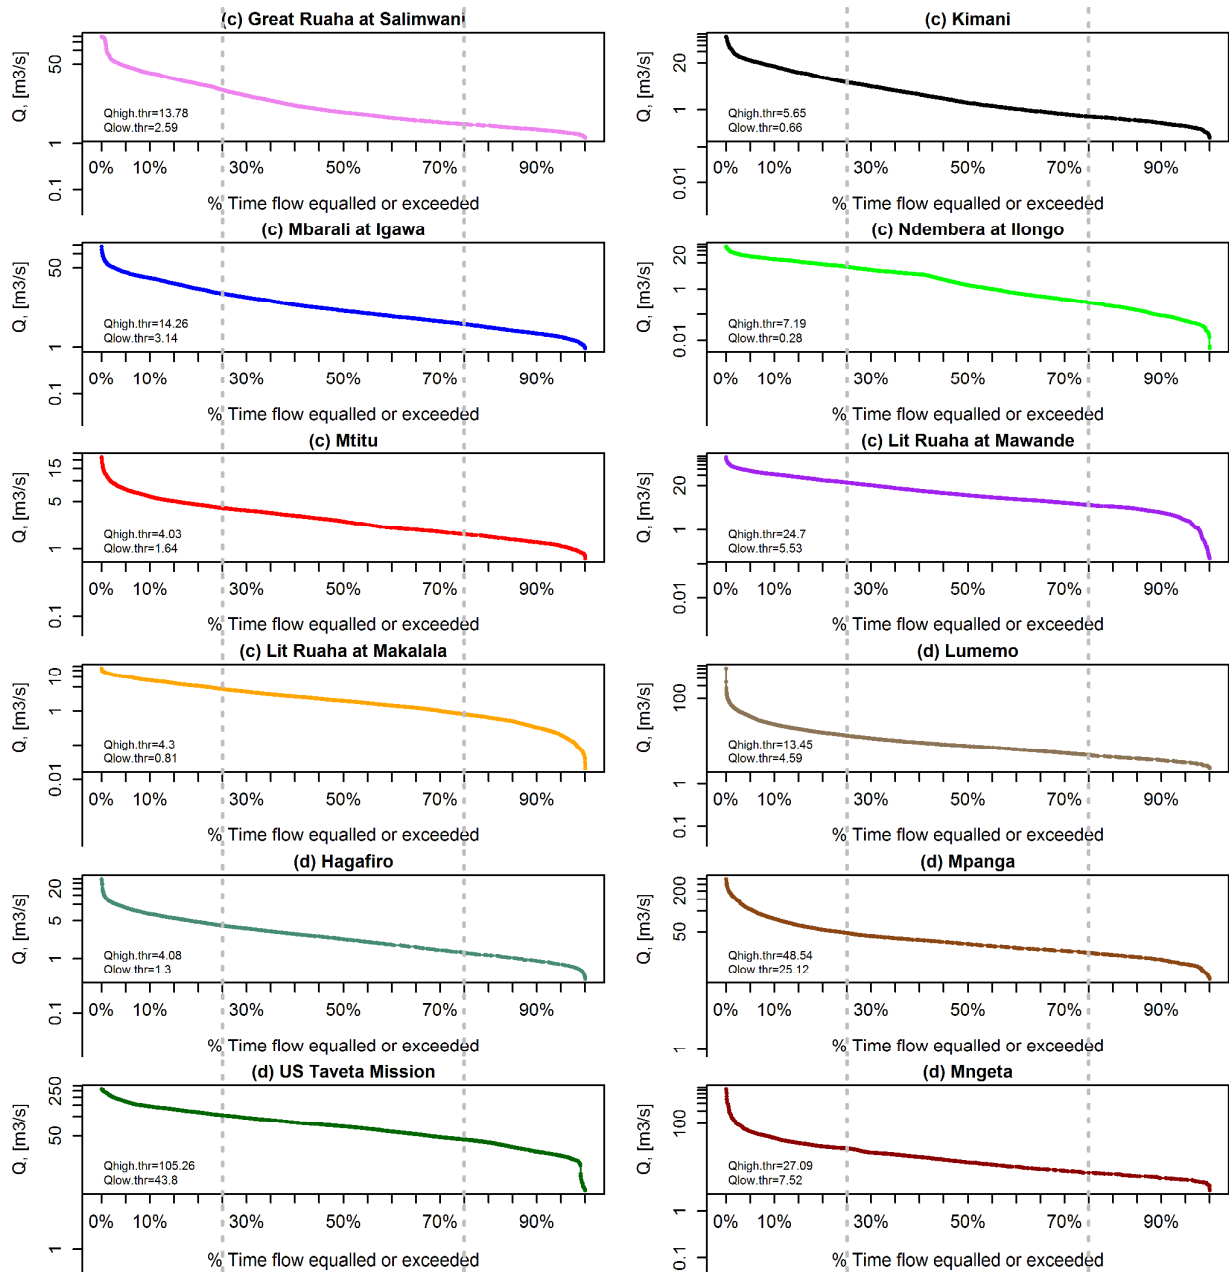 (c) Great Ruaha at Salimwani
Q, [m3/s]
50
1
0.1
Qhigh.thr=13.78
Qlow.thr=2.59
0% 10% 30% 50% 70% 90%
% Time flow equalled or exceeded
(c) Kimani
Q, [m3/s]
20
1
0.01
Qhigh.thr=5.65
Qlow.thr=0.66
0% 10% 30% 50% 70% 90%
% Time flow equalled or exceeded
(c) Mbarali at Igawa
Q, [m3/s]
50
1
0.1
Qhigh.thr=14.26
Qlow.thr=3.14
0% 10% 30% 50% 70% 90%
% Time flow equalled or exceeded
(c) Ndembera at Ilongo
Q, [m3/s]
20
1
0.01
Qhigh.thr=7.19
Qlow.thr=0.28
0% 10% 30% 50% 70% 90%
% Time flow equalled or exceeded
(c) Mtitu
Q, [m3/s]
15
5
1
0.1
Qhigh.thr=4.03
Qlow.thr=1.64
0% 10% 30% 50% 70% 90%
% Time flow equalled or exceeded
(c) Lit Ruaha at Mawande
Q, [m3/s]
20
1
0.01
Qhigh.thr=24.7
Qlow.thr=5.53
0% 10% 30% 50% 70% 90%
% Time flow equalled or exceeded
(c) Lit Ruaha at Makalala
Q, [m3/s]
10
1
0.01
Qhigh.thr=4.3
Qlow.thr=0.81
0% 10% 30% 50% 70% 90%
% Time flow equalled or exceeded
(d) Lumemo
Q, [m3/s]
100
1
0.1
Qhigh.thr=13.45
Qlow.thr=4.59
0% 10% 30% 50% 70% 90%
% Time flow equalled or exceeded
(d) Hagafiro
Q, [m3/s]
20
5
1
0.1
Qhigh.thr=4.08
Qlow.thr=1.3
0% 10% 30% 50% 70% 90%
% Time flow equalled or exceeded
(d) Mpanga
Q, [m3/s]
200
50
1
Qhigh.thr=48.54
Qlow.thr=25.12
0% 10% 30% 50% 70% 90%
% Time flow equalled or exceeded
(d) US Taveta Mission
Q, [m3/s]
250
50
1
Qhigh.thr=105.26
Qlow.thr=43.8
0% 10% 30% 50% 70% 90%
% Time flow equalled or exceeded
(d) Mngeta
Q, [m3/s]
100
1
0.1
Qhigh.thr=27.09
Qlow.thr=7.52
0% 10% 30% 50% 70% 90%
% Time flow equalled or exceeded